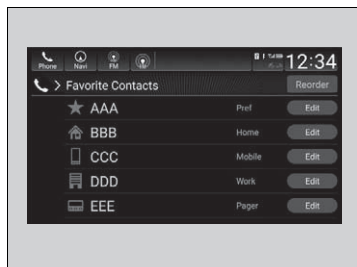 Phone Navi FM
12:34
Favorite Contacts Reorder
AAA Pref Edit
BBB Home Edit
CCC Mobile Edit
DDD Work Edit
EEE Pager Edit